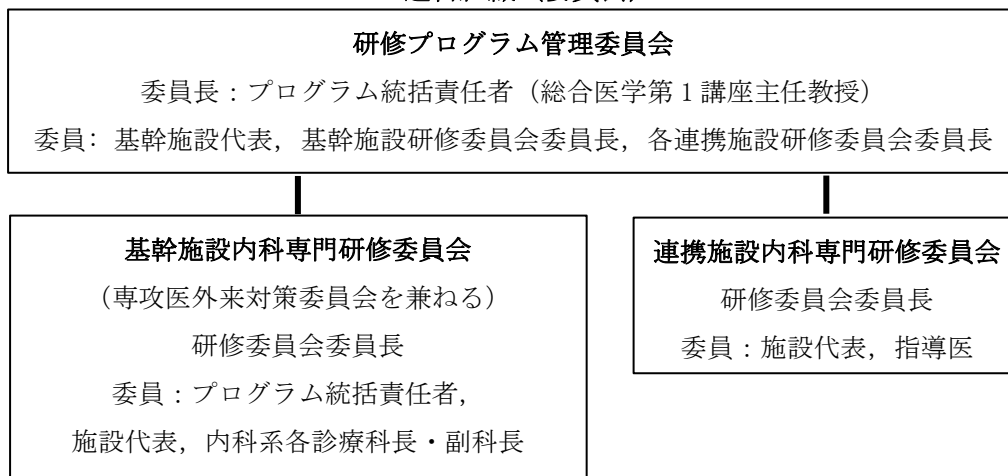 研修プログラム管理委員会
委員長：プログラム統括責任者（総合医学第1講座主任教授）
委員：基幹施設代表，基幹施設研修委員会委員長，各連携施設研修委員会委員長
基幹施設内科専門研修委員会
（専攻医外来対策委員会を兼ねる）
研修委員会委員長
委員：プログラム統括責任者，
施設代表，内科系各診療科長・副科長
連携施設内科専門研修委員会
研修委員会委員長
委員：施設代表，指導医